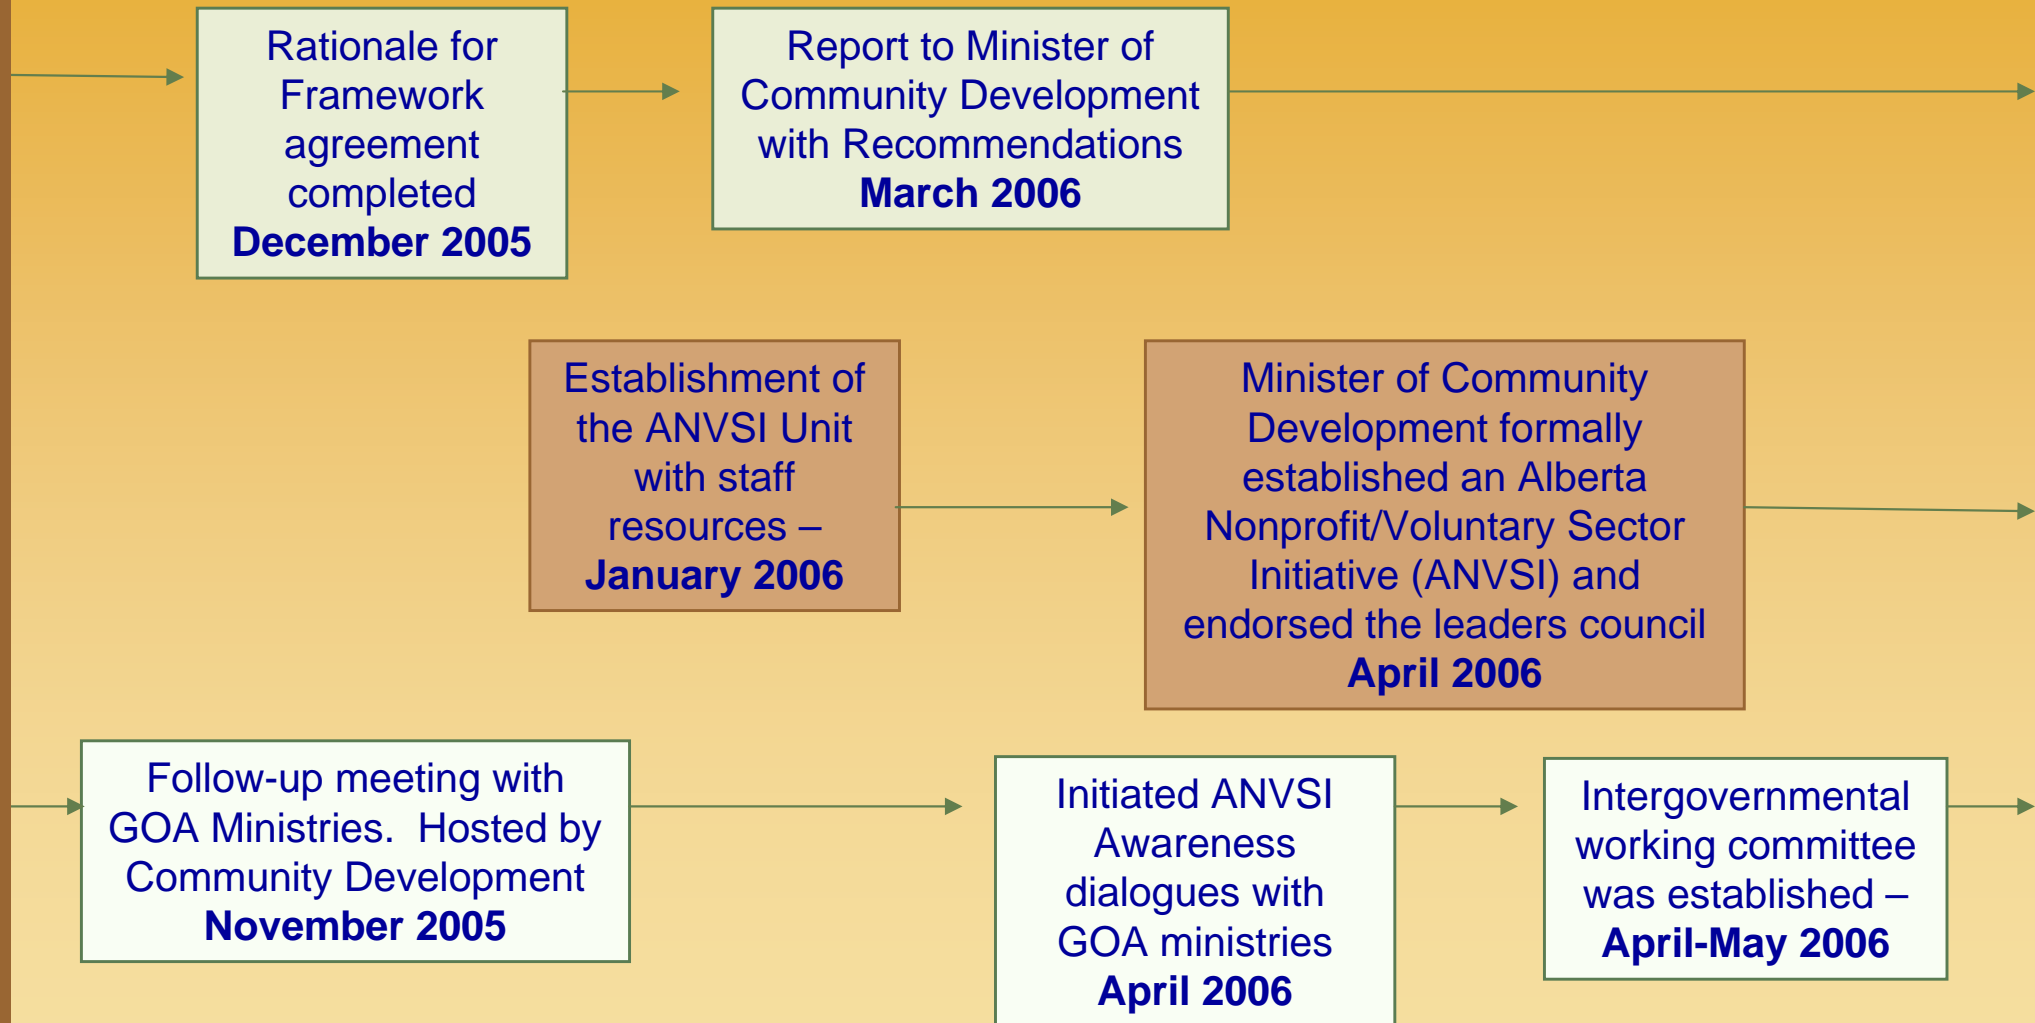 Rationale for
Framework
agreement
completed
December 2005
Report to Minister of
Community Development
with Recommendations
March 2006
Establishment of
the ANVSI Unit
with staff
resources –
January 2006
Minister of Community
Development formally
established an Alberta
Nonprofit/Voluntary Sector
Initiative (ANVSI) and
endorsed the leaders council
April 2006
Follow-up meeting with
GOA Ministries.  Hosted by
Community Development
November 2005
Initiated ANVSI
Awareness
dialogues with
GOA ministries
April 2006
Intergovernmental
working committee
was established –
April-May 2006